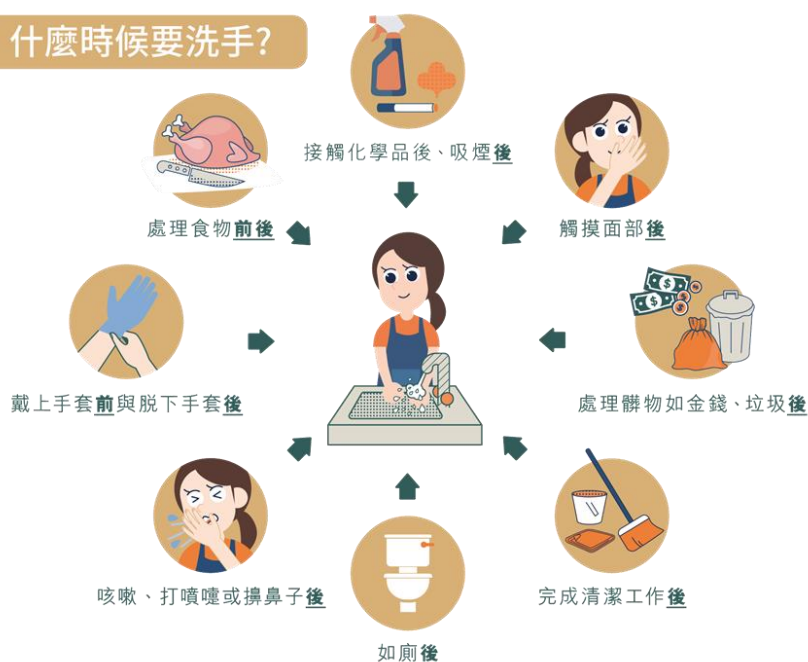 什麼時候要洗手?
接觸化學品後、吸煙後
處理食物前後
觸摸面部後
戴上手套前與脱下手套後
處理髒物如金錢、垃圾後
咳嗽、打噴嚏或擤鼻子後
完成清潔工作後
如廁後